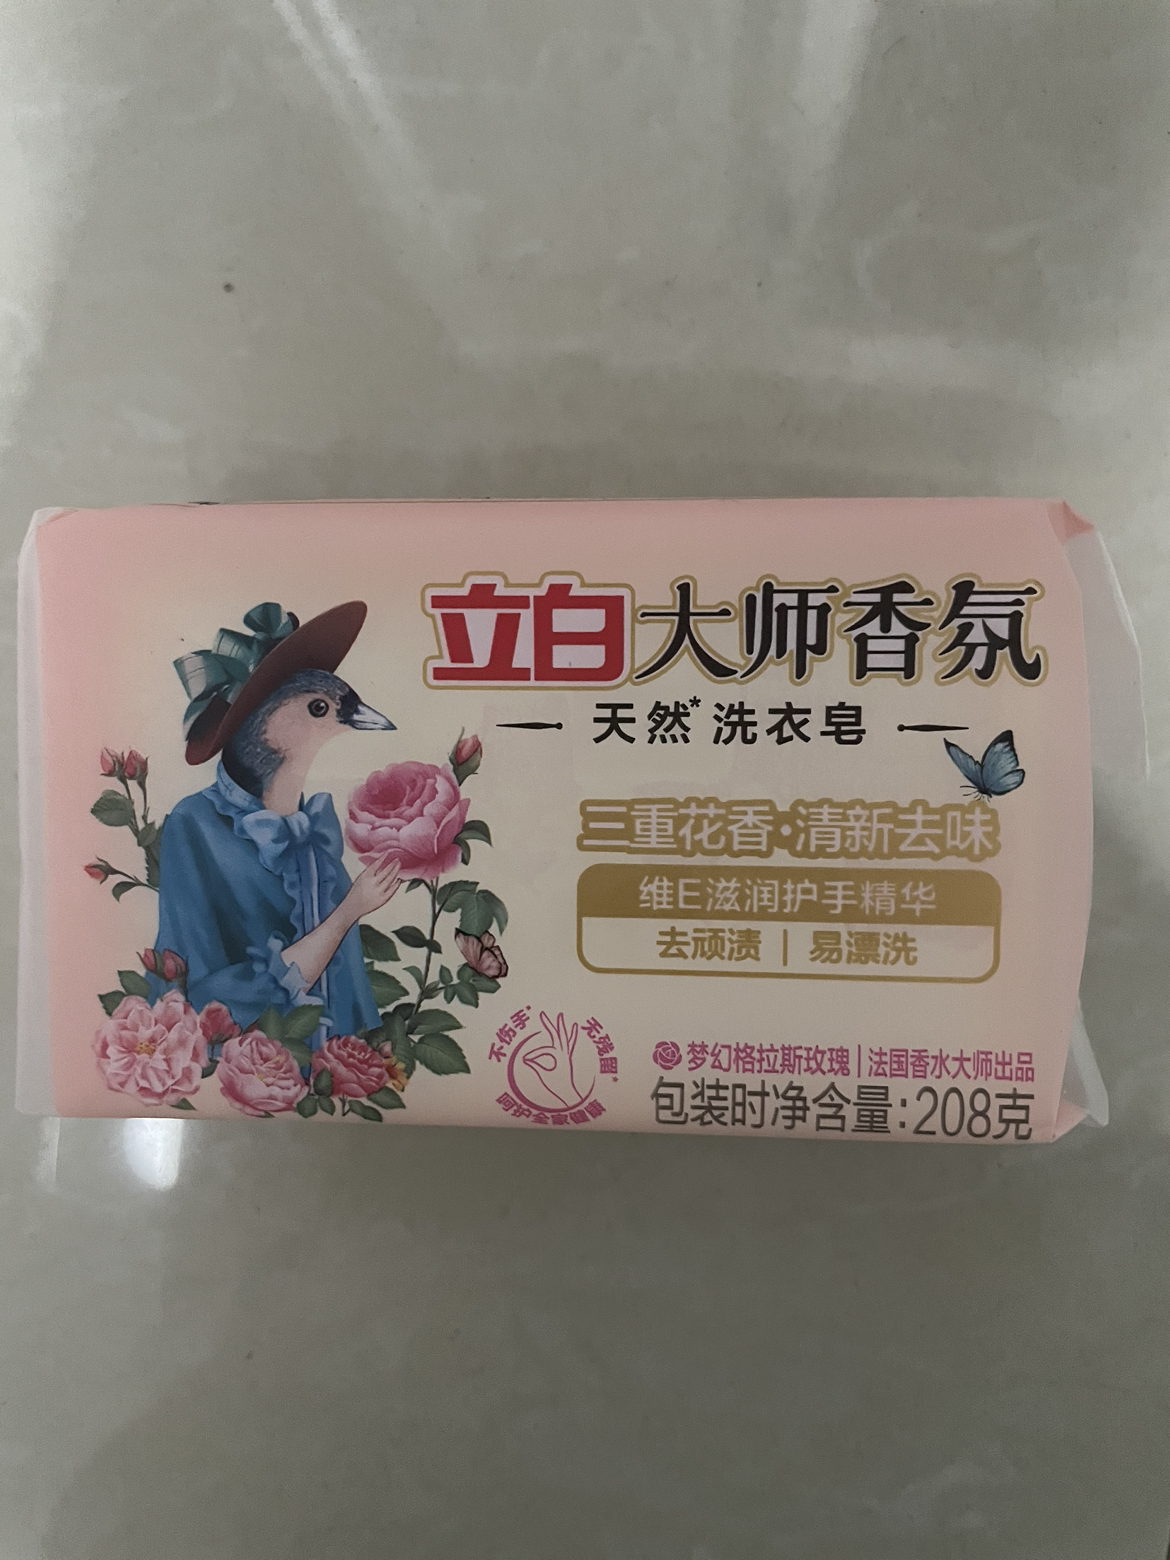 立白大师香氛
天然*洗衣皂
三重花香·清新去味
维E滋润护手精华
去顽渍 | 易漂洗
不伤手*
无残留*
呵护全家健康
梦幻格拉斯玫瑰 | 法国香水大师出品
包装时净含量:208克